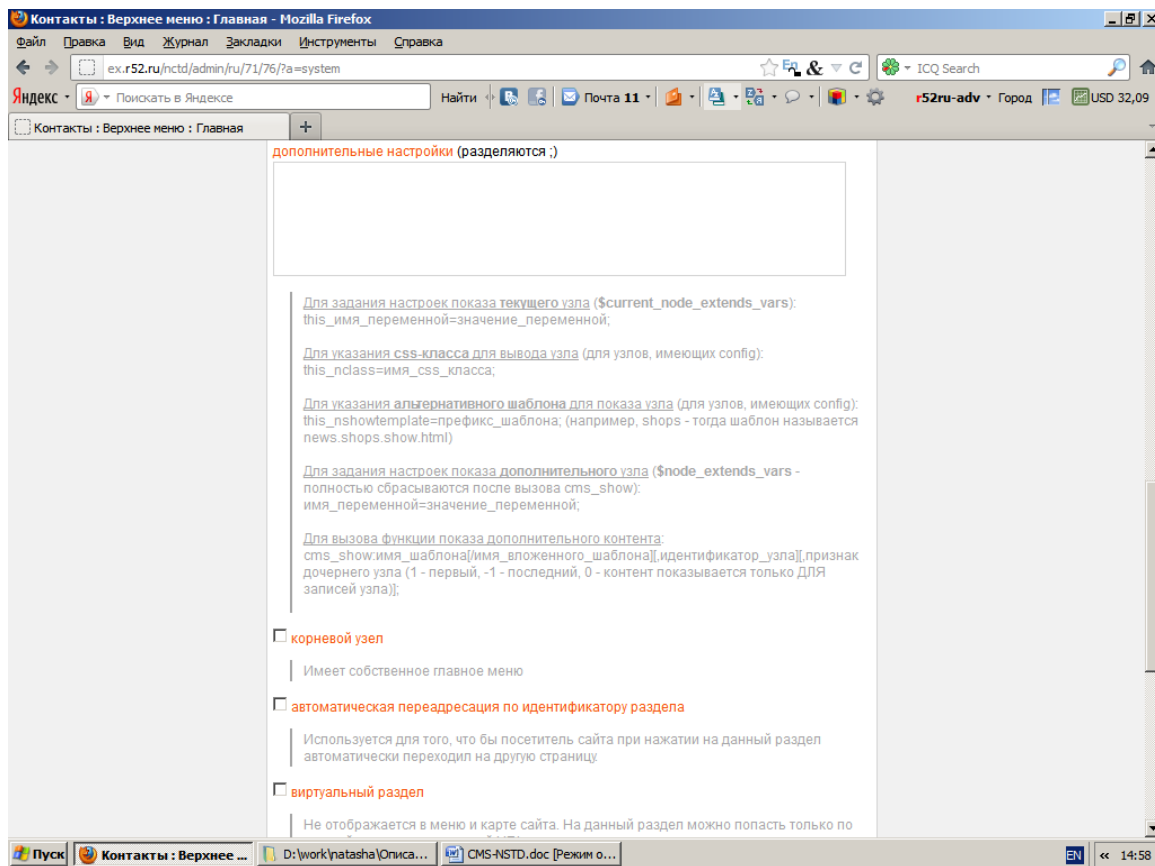 Контакты : Верхнее меню : Главная - Mozilla Firefox
Файл Правка Вид Журнал Закладки Инструменты Справка
ex.r52.ru/nctd/admin/ru/71/76/?a=system
ICQ Search
Яндекс Я Поискать в Яндексе Найти Почта 11 r52ru-adv Город USD 32,09
Контакты : Верхнее меню : Главная +
дополнительные настройки (разделяются ;)
Для задания настроек показа текущего узла ($current_node_extends_vars):
this_имя_переменной=значение_переменной;
Для указания css-класса для вывода узла (для узлов, имеющих config):
this_nclass=имя_css_класса;
Для указания альтернативного шаблона для показа узла (для узлов, имеющих config):
this_nshowtemplate=префикс_шаблона; (например, shops - тогда шаблон называется
news.shops.show.html)
Для задания настроек показа дополнительного узла ($node_extends_vars -
полностью сбрасываются после вызова cms_show):
имя_переменной=значение_переменной;
Для вызова функции показа дополнительного контента:
cms_show:имя_шаблона[/имя_вложенного_шаблона][,идентификатор_узла][,признак
дочернего узла (1 - первый, -1 - последний, 0 - контент показывается только ДЛЯ
записей узла)];
корневой узел
Имеет собственное главное меню
автоматическая переадресация по идентификатору раздела
Используется для того, что бы посетитель сайта при нажатии на данный раздел
автоматически переходил на другую страницу.
виртуальный раздел
Не отображается в меню и карте сайта. На данный раздел можно попасть только по
Пуск Контакты : Верхнее ... D:\work\natasha\Описа... CMS-NSTD.doc [Режим о... EN « 14:58